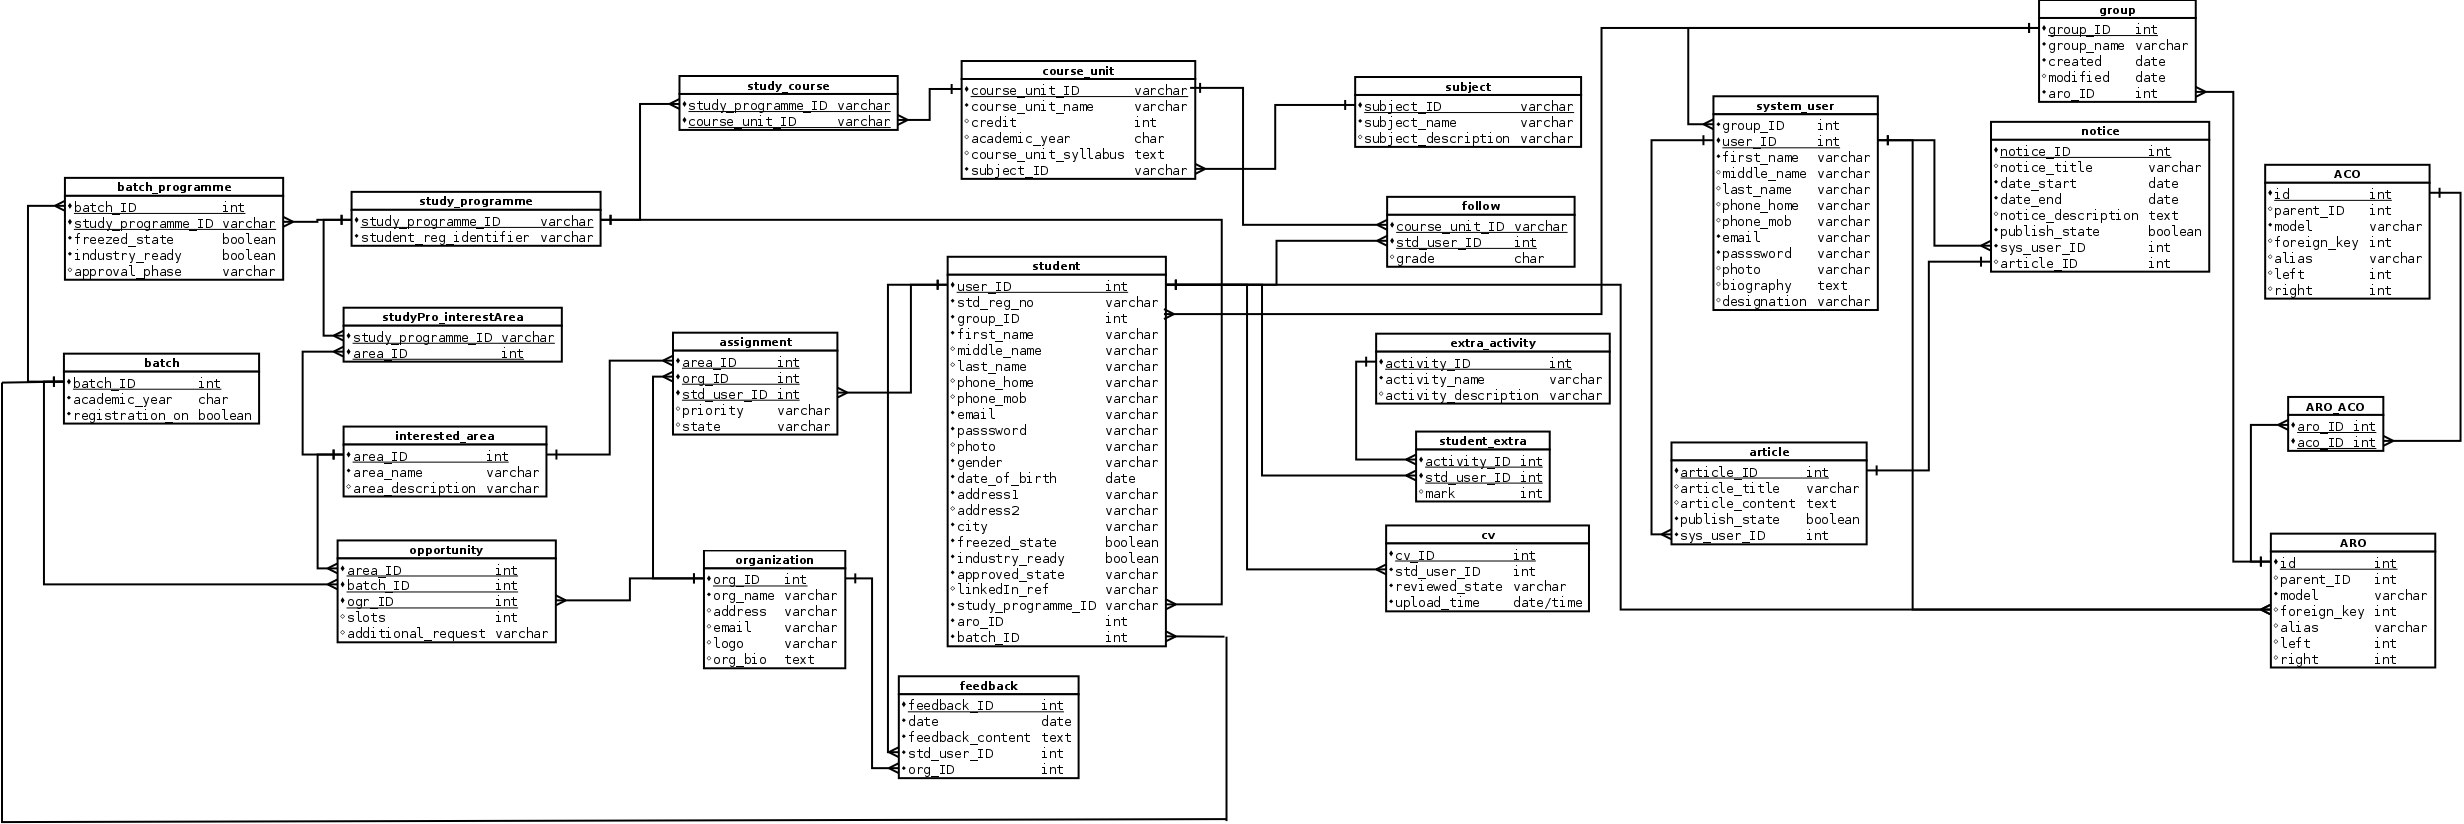 group
group_ID int
group_name varchar
created date
modified date
aro_ID int
course_unit
course_unit_ID varchar
course_unit_name varchar
credit int
academic_year char
course_unit_syllabus text
subject_ID varchar
study_course
study_programme_ID varchar
course_unit_ID varchar
subject
subject_ID varchar
subject_name varchar
subject_description varchar
system_user
group_ID int
user_ID int
first_name varchar
middle_name varchar
last_name varchar
phone_home varchar
phone_mob varchar
email varchar
passsword varchar
photo varchar
biography text
designation varchar
notice
notice_ID int
notice_title varchar
date_start date
date_end date
notice_description text
publish_state boolean
sys_user_ID int
article_ID int
ACO
id int
parent_ID int
model varchar
foreign_key int
alias varchar
left int
right int
batch_programme
batch_ID int
study_programme_ID varchar
freezed_state boolean
industry_ready boolean
approval_phase varchar
study_programme
study_programme_ID varchar
student_reg_identifier varchar
follow
course_unit_ID varchar
std_user_ID int
grade char
student
user_ID int
std_reg_no varchar
group_ID int
first_name varchar
middle_name varchar
last_name varchar
phone_home varchar
phone_mob varchar
email varchar
passsword varchar
photo varchar
gender varchar
date_of_birth date
address1 varchar
address2 varchar
city varchar
freezed_state boolean
industry_ready boolean
approved_state varchar
linkedIn_ref varchar
study_programme_ID varchar
aro_ID int
batch_ID int
studyPro_interestArea
study_programme_ID varchar
area_ID int
assignment
area_ID int
org_ID int
std_user_ID int
priority varchar
state varchar
extra_activity
activity_ID int
activity_name varchar
activity_description varchar
batch
batch_ID int
academic_year char
registration_on boolean
ARO_ACO
aro_ID int
aco_ID int
interested_area
area_ID int
area_name varchar
area_description varchar
student_extra
activity_ID int
std_user_ID int
mark int
article
article_ID int
article_title varchar
article_content text
publish_state boolean
sys_user_ID int
cv
cv_ID int
std_user_ID int
reviewed_state varchar
upload_time date/time
ARO
id int
parent_ID int
model varchar
foreign_key int
alias varchar
left int
right int
opportunity
area_ID int
batch_ID int
ogr_ID int
slots int
additional_request varchar
organization
org_ID int
org_name varchar
address varchar
email varchar
logo varchar
org_bio text
feedback
feedback_ID int
date date
feedback_content text
std_user_ID int
org_ID int